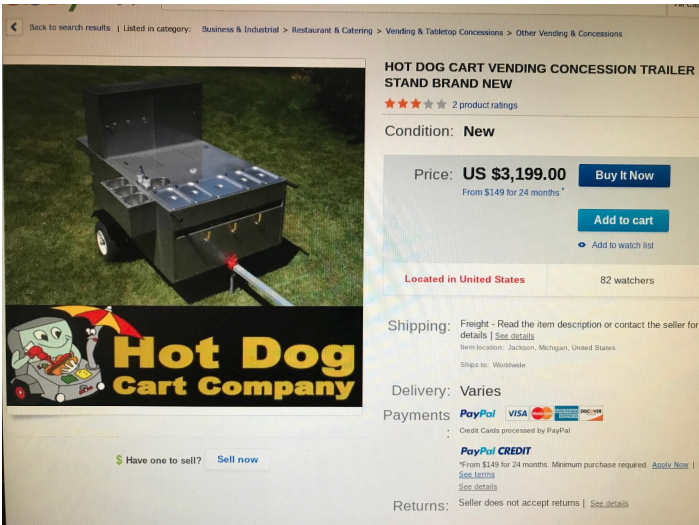 Back to search results | Listed in category: Business & Industrial > Restaurant & Catering > Vending & Tabletop Concessions > Other Vending & Concessions
HOT DOG CART VENDING CONCESSION TRAILER
STAND BRAND NEW
2 product ratings
Condition: New
Price: US $3,199.00
From $149 for 24 months *
Buy It Now
Add to cart
Add to watch list
Located in United States
82 watchers
Shipping: Freight - Read the item description or contact the seller for
details | See details
Item location: Jackson, Michigan, United States
Ships to: Worldwide
Delivery: Varies
Payments
:
PayPal VISA MasterCard AMERICAN EXPRESS DISCOVER
Credit Cards processed by PayPal
PayPal CREDIT
*From $149 for 24 months. Minimum purchase required. Apply Now |
See terms
See details
Returns: Seller does not accept returns | See details
Hot Dog
Cart Company
$ Have one to sell? Sell now